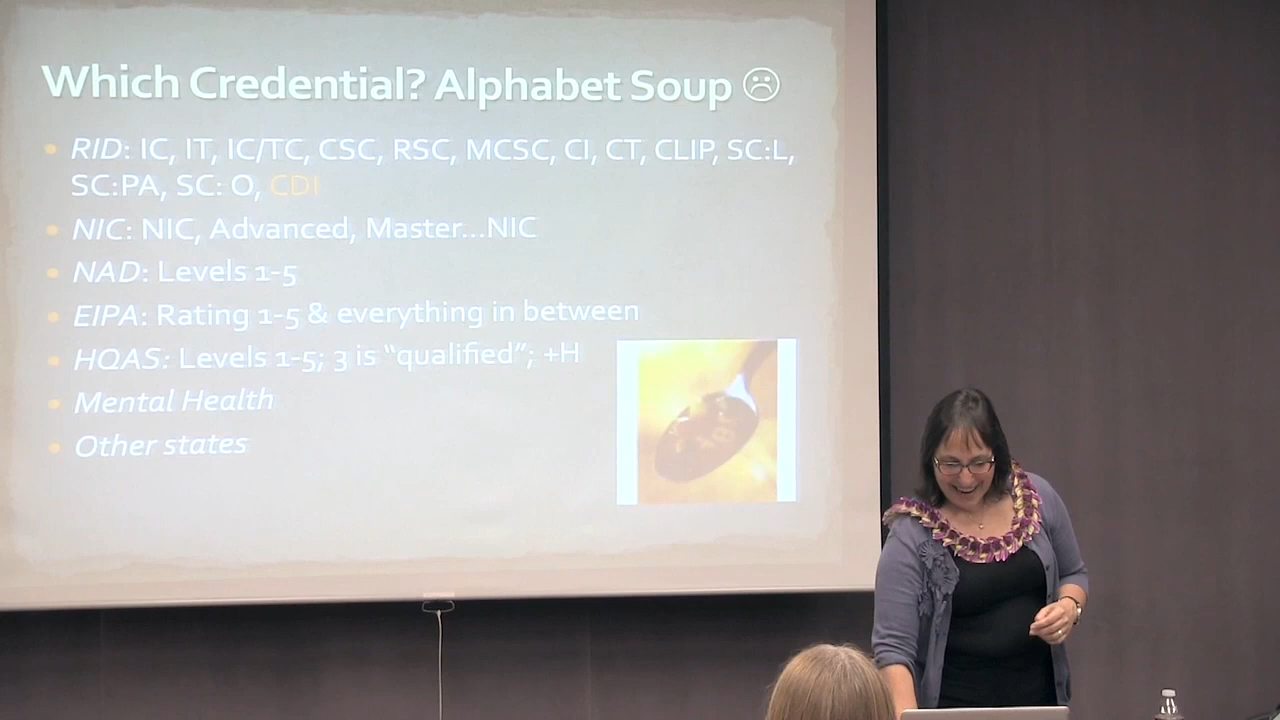 Which Credential? Alphabet Soup ☹
• RID: IC, IT, IC/TC, CSC, RSC, MCSC, CI, CT, CLIP, SC:L,
SC:PA, SC: O, CDI
• NIC: NIC, Advanced, Master...NIC
• NAD: Levels 1-5
• EIPA: Rating 1-5 & everything in between
• HQAS: Levels 1-5; 3 is “qualified”; +H
• Mental Health
• Other states